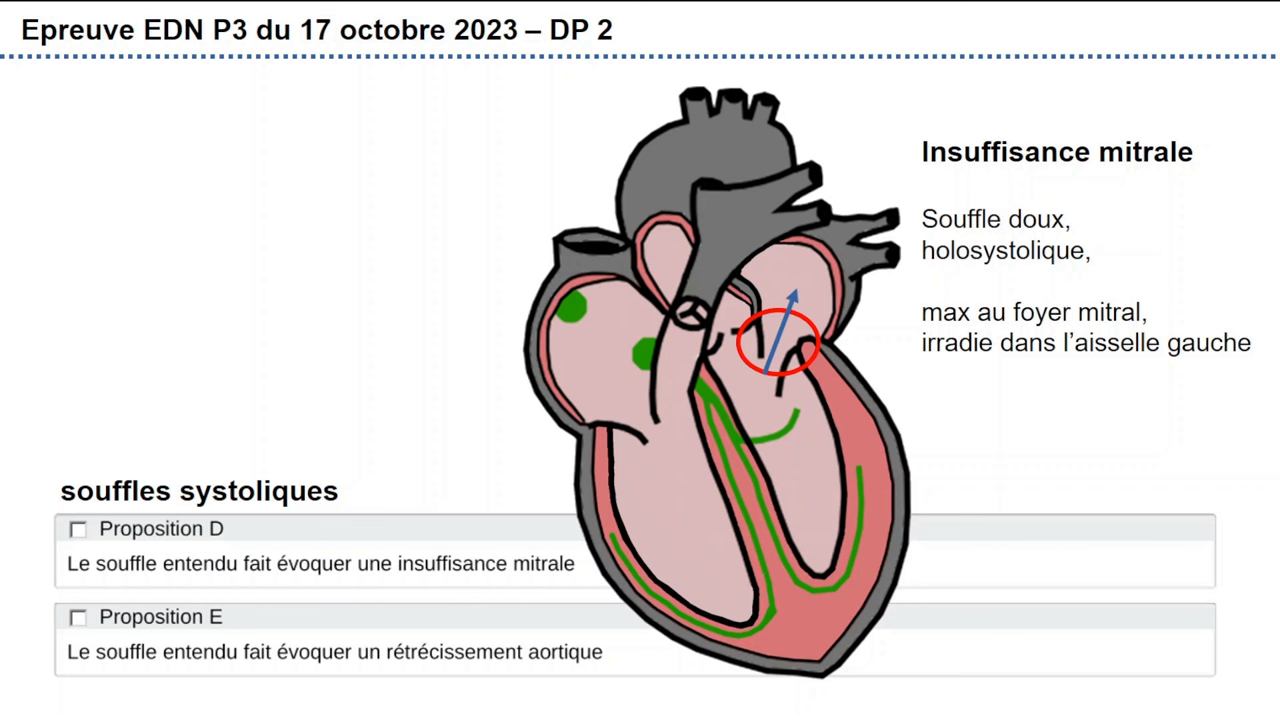 Epreuve EDN P3 du 17 octobre 2023 – DP 2
Insuffisance mitrale
Souffle doux,
holosystolique,
max au foyer mitral,
irradie dans l'aisselle gauche
souffles systoliques
Proposition D
Le souffle entendu fait évoquer une insuffisance mitrale
Proposition E
Le souffle entendu fait évoquer un rétrécissement aortique